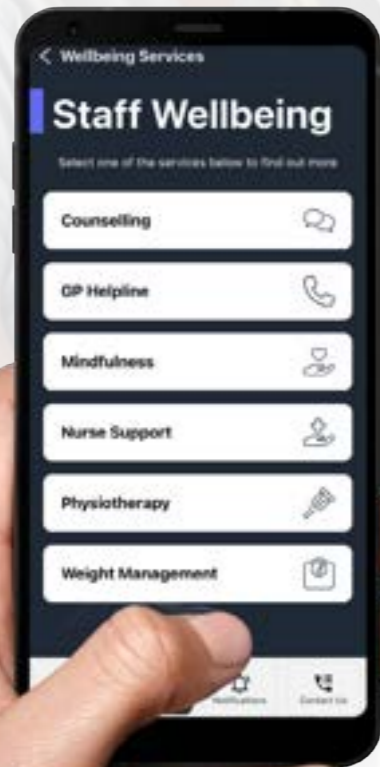 Wellbeing Services
Staff Wellbeing
Select one of the services below to find out more
Counselling
GP Helpline
Mindfulness
Nurse Support
Physiotherapy
Weight Management
Notifications
Contact Us